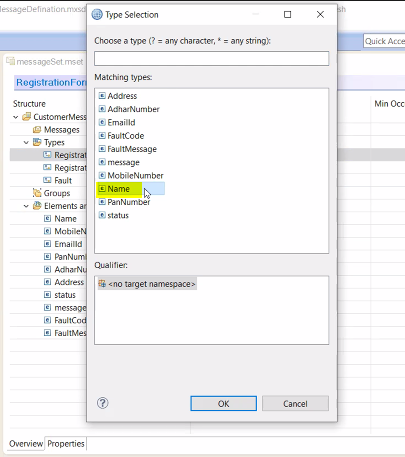 essageDefination.mxsd
Type Selection
Choose a type (? = any character, * = any string):
Quick Acce
messageSet.mset
RegistrationForm
Matching types:
Address
AdharNumber
EmailId
FaultCode
FaultMessage
message
MobileNumber
Name
PanNumber
status
Structure
Min Occ
CustomerMess
Messages
Types
Registrat
Registrat
Fault
Groups
Elements an
Name
MobileN
EmailId
PanNumb
AdharNu
Address
status
message
FaultCod
FaultMes
Qualifier:
<no target namespace>
OK
Cancel
Overview
Properties